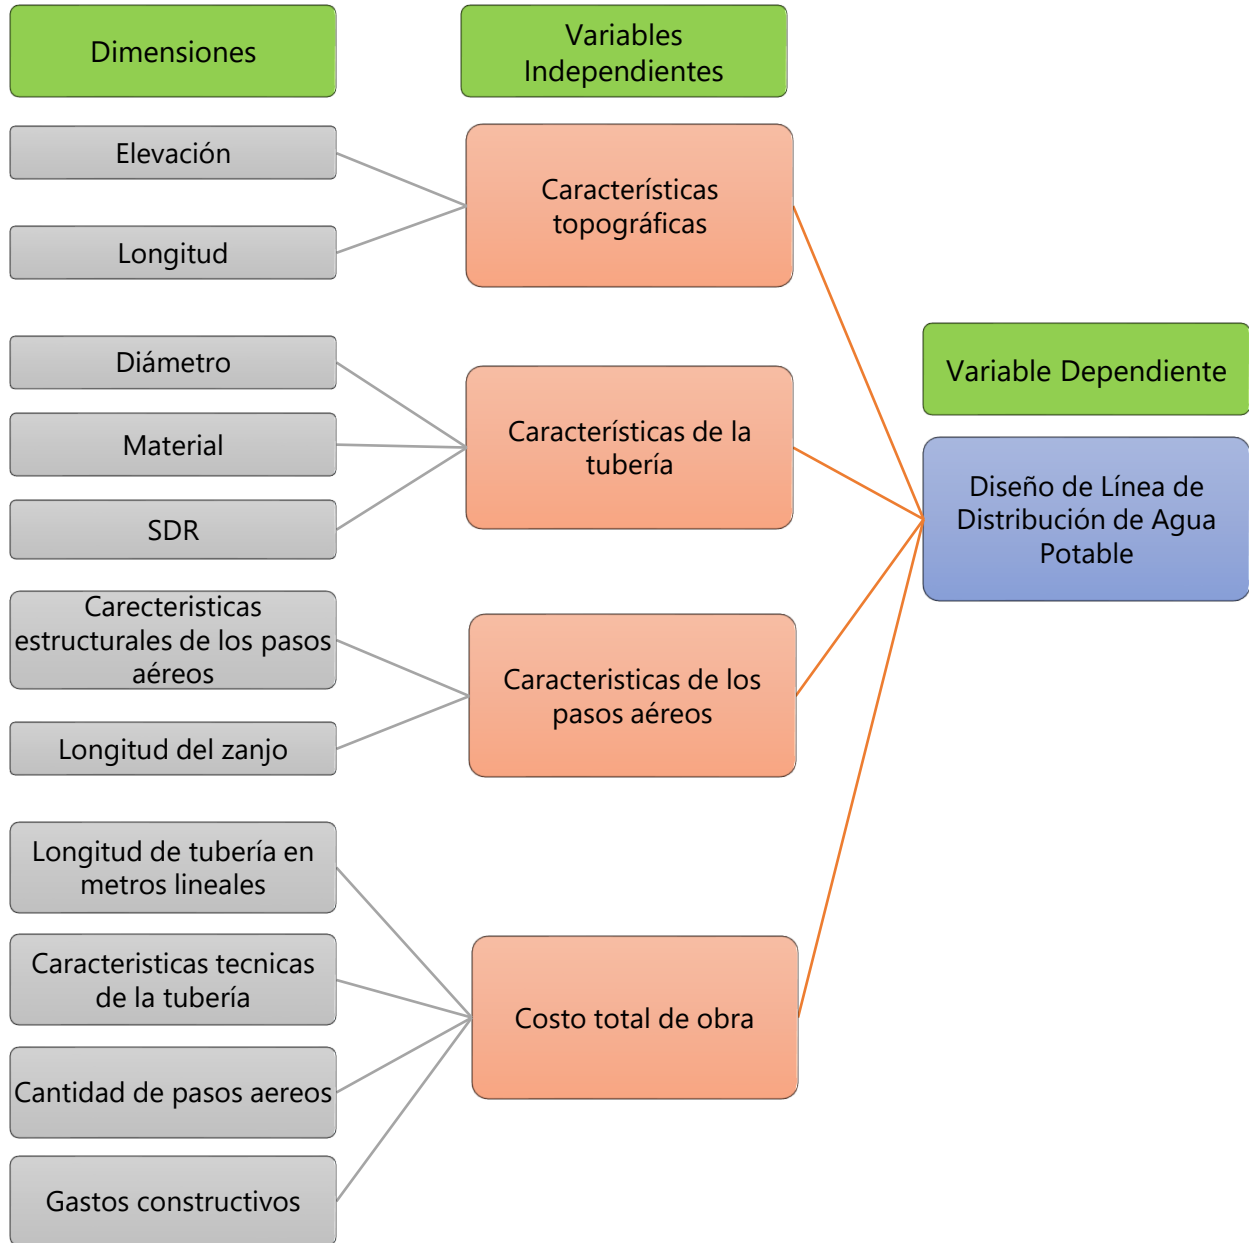 Dimensiones
Variables
Independientes
Elevación
Longitud
Característísticas
topográficas
Diámetro
Material
SDR
Característísticas de la
tubería
Variable Dependiente
Diseño de Línea de
Distribución de Agua
Potable
Carecteristicas
estructurales de los pasos
aéreos
Longitud del zanjo
Caracteristicas de los
pasos aéreos
Longitud de tubería en
metros lineales
Caracteristicas tecnicas
de la tubería
Cantidad de pasos aereos
Gastos constructivos
Costo total de obra